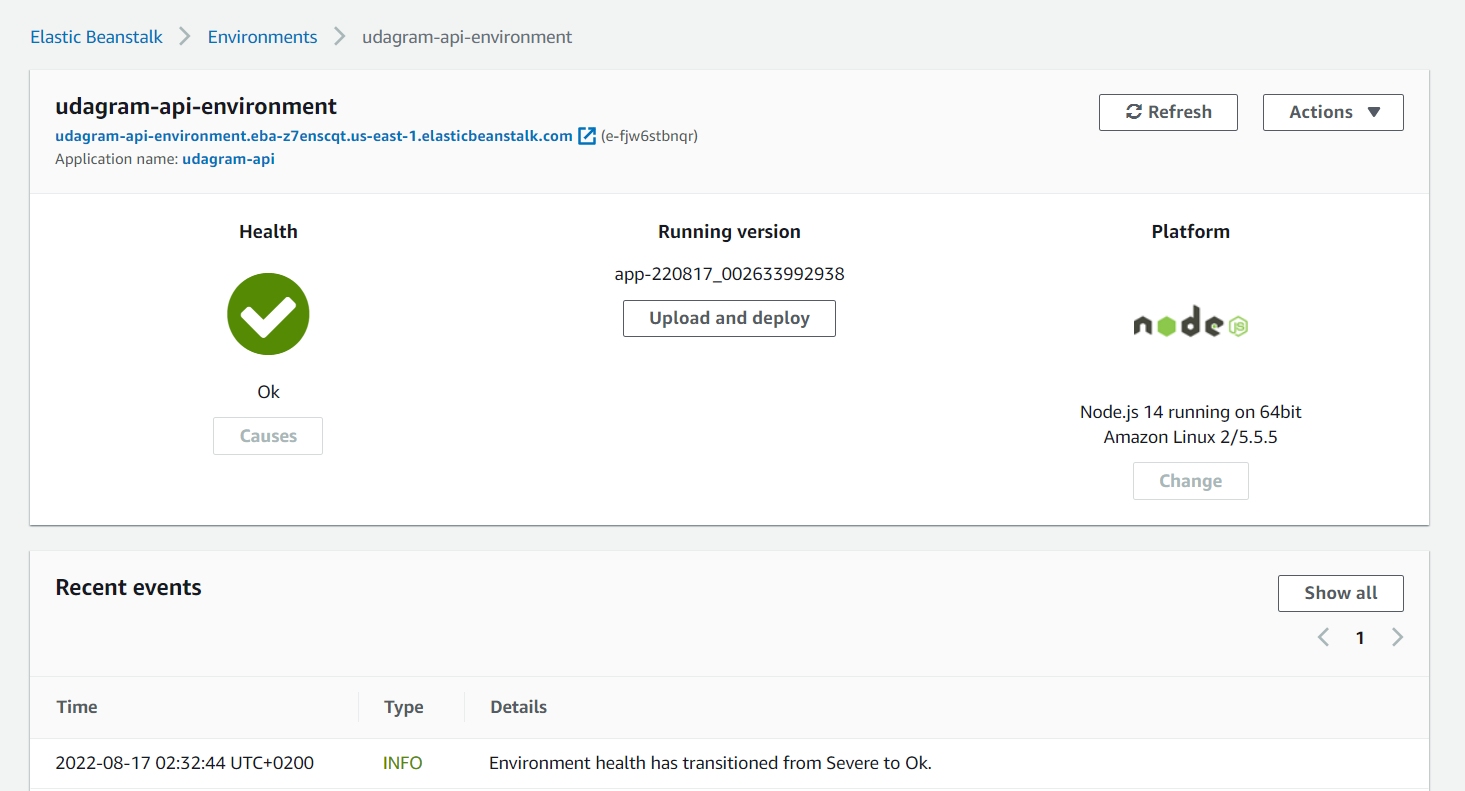 Elastic Beanstalk > Environments > udagram-api-environment
udagram-api-environment
Refresh
Actions
udagram-api-environment.eba-z7enscqt.us-east-1.elasticbeanstalk.com (e-fjw6stbnqr)
Application name: udagram-api
Health
Ok
Causes
Running version
app-220817_002633992938
Upload and deploy
Platform
node JS
Node.js 14 running on 64bit
Amazon Linux 2/5.5.5
Change
Recent events
Show all
1
Time Type Details
2022-08-17 02:32:44 UTC+0200 INFO Environment health has transitioned from Severe to Ok.